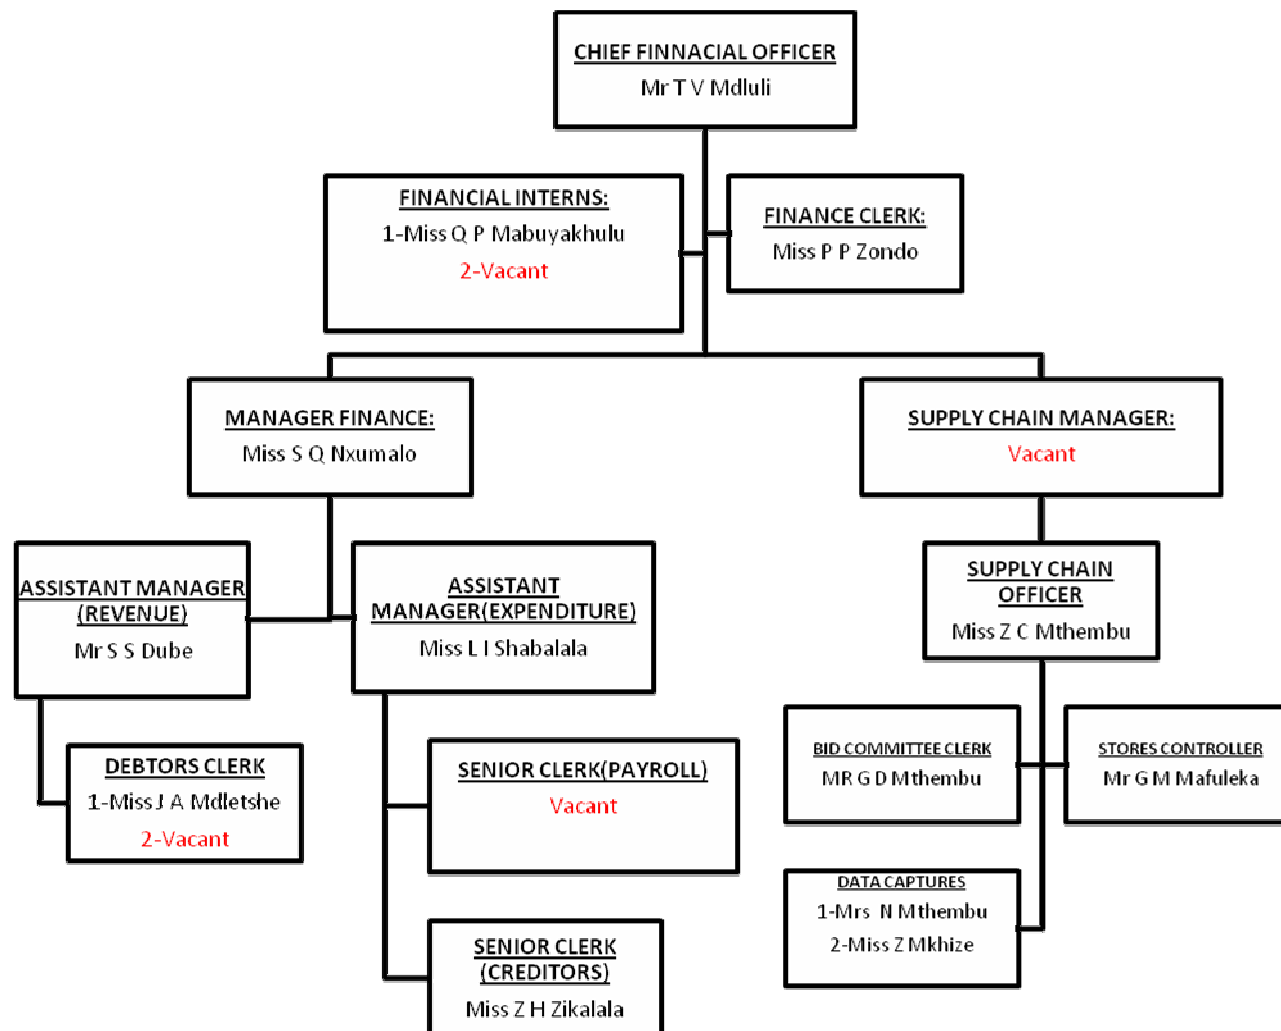 CHIEF FINNACIAL OFFICER
Mr T V Mdluli
FINANCIAL INTERNS:
1-Miss Q P Mabuyakhulu
2-Vacant
FINANCE CLERK:
Miss P P Zondo
MANAGER FINANCE:
Miss S Q Nxumalo
SUPPLY CHAIN MANAGER:
Vacant
ASSISTANT MANAGER
(REVENUE)
Mr S S Dube
ASSISTANT
MANAGER(EXPENDITURE)
Miss L I Shabalala
SUPPLY CHAIN
OFFICER
Miss Z C Mthembu
DEBTORS CLERK
1-Miss J A Mdletshe
2-Vacant
SENIOR CLERK(PAYROLL)
Vacant
BID COMMITTEE CLERK
MR G D Mthembu
STORES CONTROLLER
Mr G M Mafuleka
DATA CAPTURES
1-Mrs N Mthembu
2-Miss Z Mkhize
SENIOR CLERK
(CREDITORS)
Miss Z H Zikalala